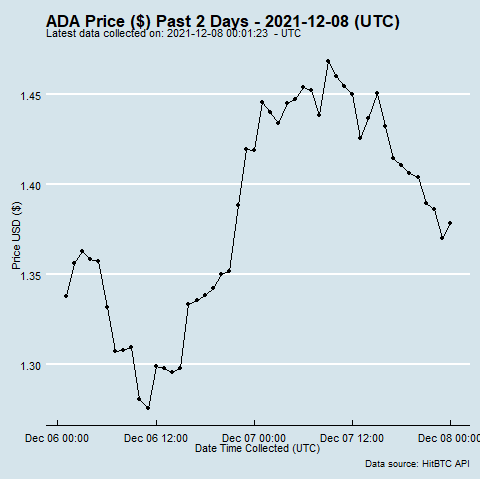 ADA Price ($) Past 2 Days - 2021-12-08 (UTC)
Latest data collected on: 2021-12-08 00:01:23  - UTC
1.45
1.40
Price USD ($)
1.35
1.30
Dec 06 00:00
Dec 06 12:00
Dec 07 00:00
Dec 07 12:00
Dec 08 00:00
Date Time Collected (UTC)
Data source: HitBTC API